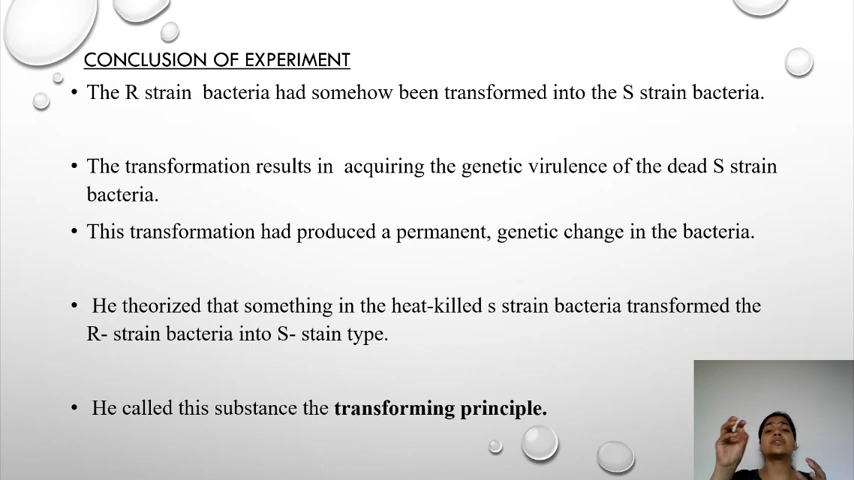 CONCLUSION OF EXPERIMENT
• The R strain bacteria had somehow been transformed into the S strain bacteria.
• The transformation results in acquiring the genetic virulence of the dead S strain
bacteria.
• This transformation had produced a permanent, genetic change in the bacteria.
• He theorized that something in the heat-killed s strain bacteria transformed the
R- strain bacteria into S- stain type.
• He called this substance the transforming principle.